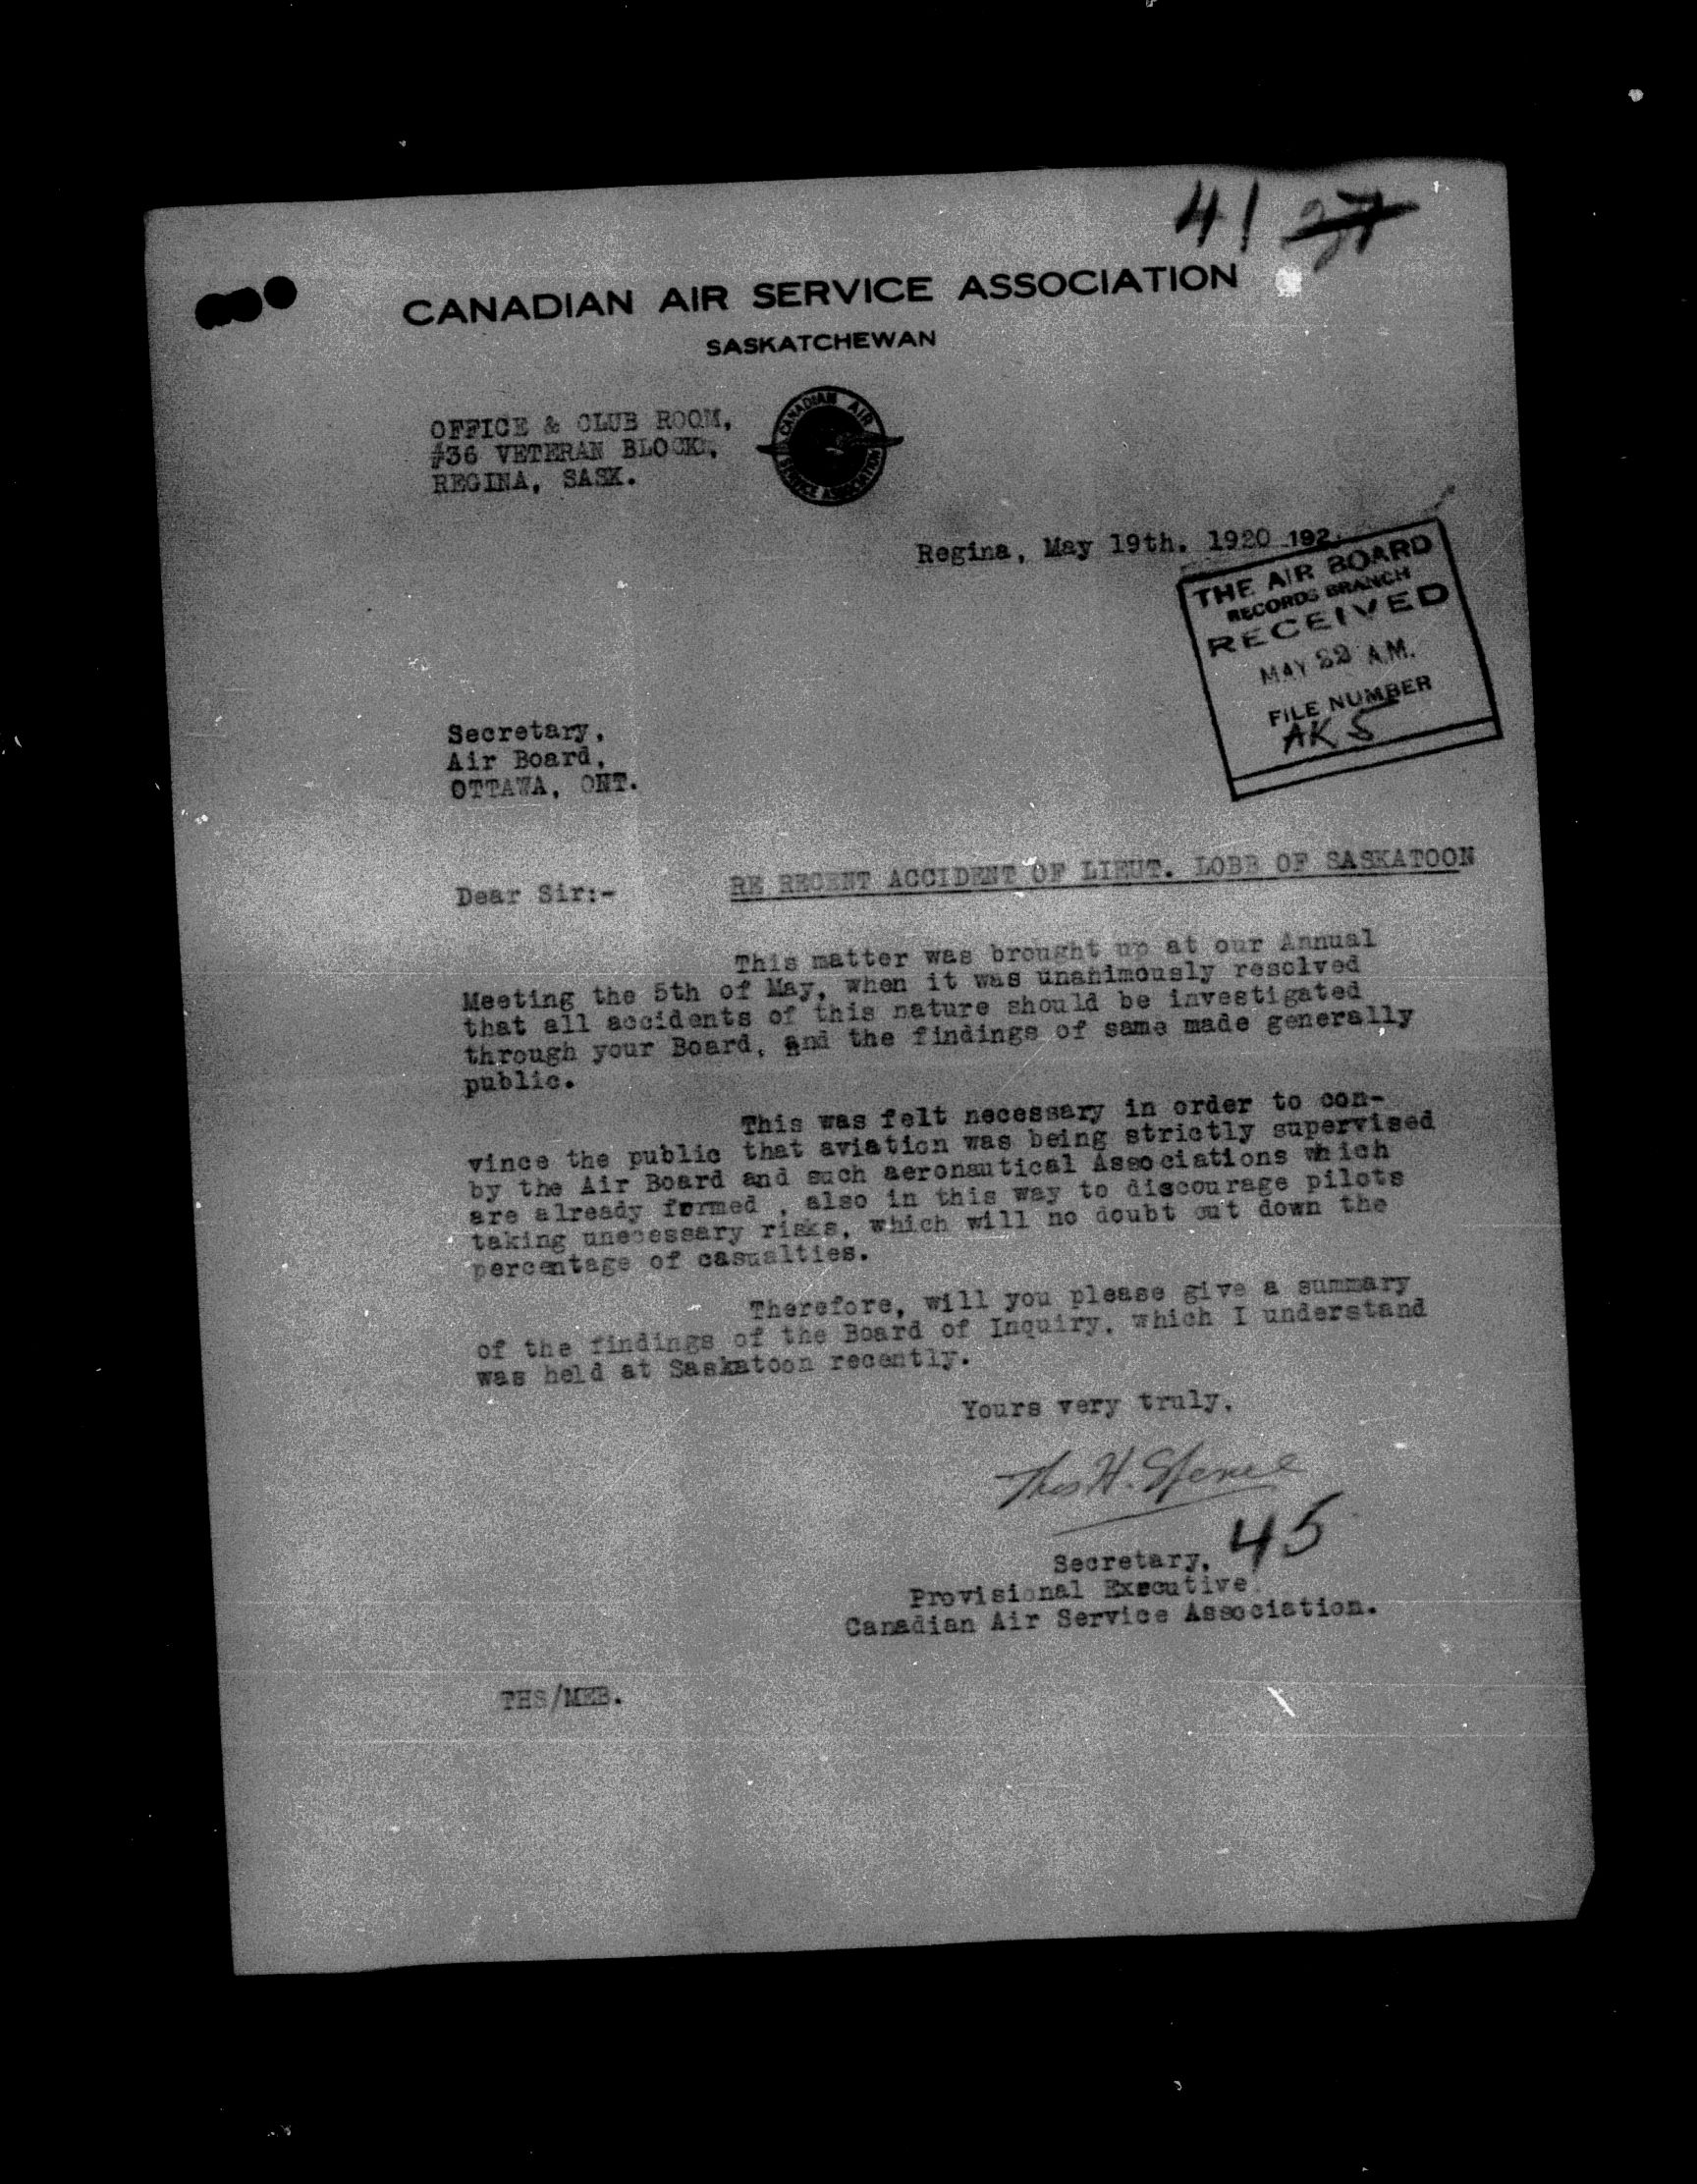 41 27
CANADIAN AIR SERVICE ASSOCIATION
SASKATCHEWAN
OFFICE & CLUB ROOM,
#36 VETERAN BLOCK,
REGINA, SASK.
CANADIAN AIR
SERVICE ASSOCIATION
Regina, May 19th. 1920 192
THE AIR BOARD
RECORDS BRANCH
RECEIVED
MAY 22 A.M.
FILE NUMBER
AK 5
Secretary,
Air Board,
OTTAWA, ONT.
Dear Sir:- RE RECENT ACCIDENT OF LIEUT. LOBB OF SASKATOON
This matter was brought up at our Annual
Meeting the 5th of May, when it was unanimously resolved
that all accidents of this nature should be investigated
through your Board, and the findings of same made generally
public.
This was felt necessary in order to con-
vince the public that aviation was being strictly supervised
by the Air Board and such aeronautical Associations which
are already formed , also in this way to discourage pilots
taking unecessary risks, which will no doubt cut down the
percentage of casualties.
Therefore, will you please give a summary
of the findings of the Board of Inquiry, which I understand
was held at Saskatoon recently.
Yours very truly,
Thos H. Spence
45
Secretary,
Provisional Executive
Canadian Air Service Association.
THS/MEB.